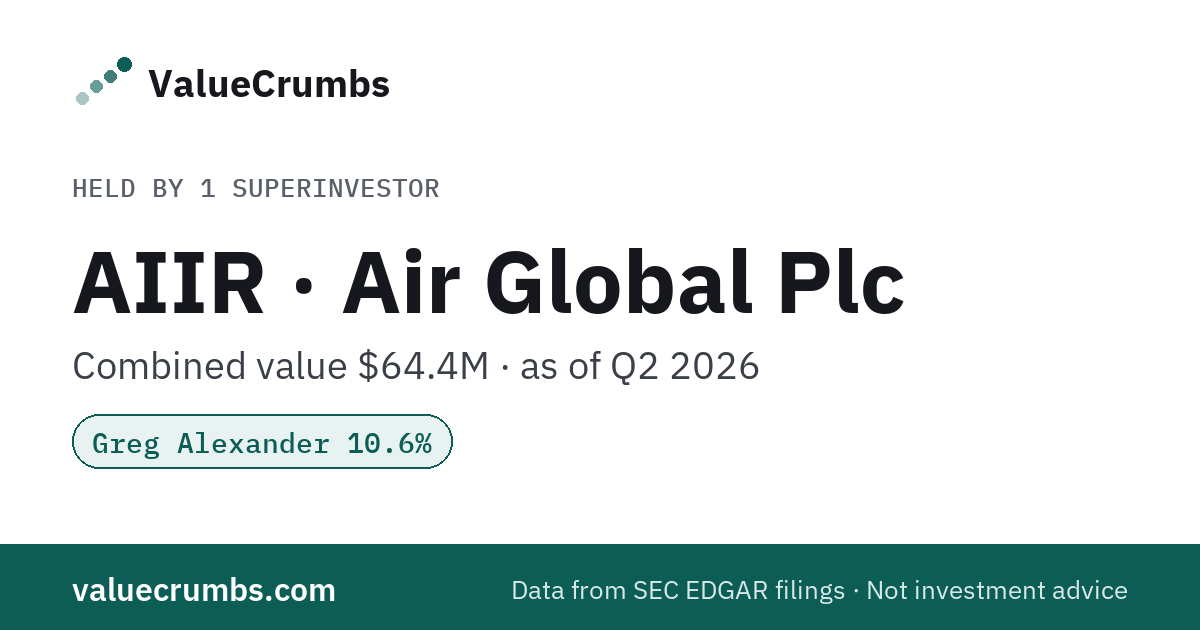 ValueCrumbs
HELD BY 1 SUPERINVESTOR
AIIR · Air Global Plc
Combined value $64.4M · as of Q2 2026
Greg Alexander 10.6%
valuecrumbs.com
Data from SEC EDGAR filings · Not investment advice